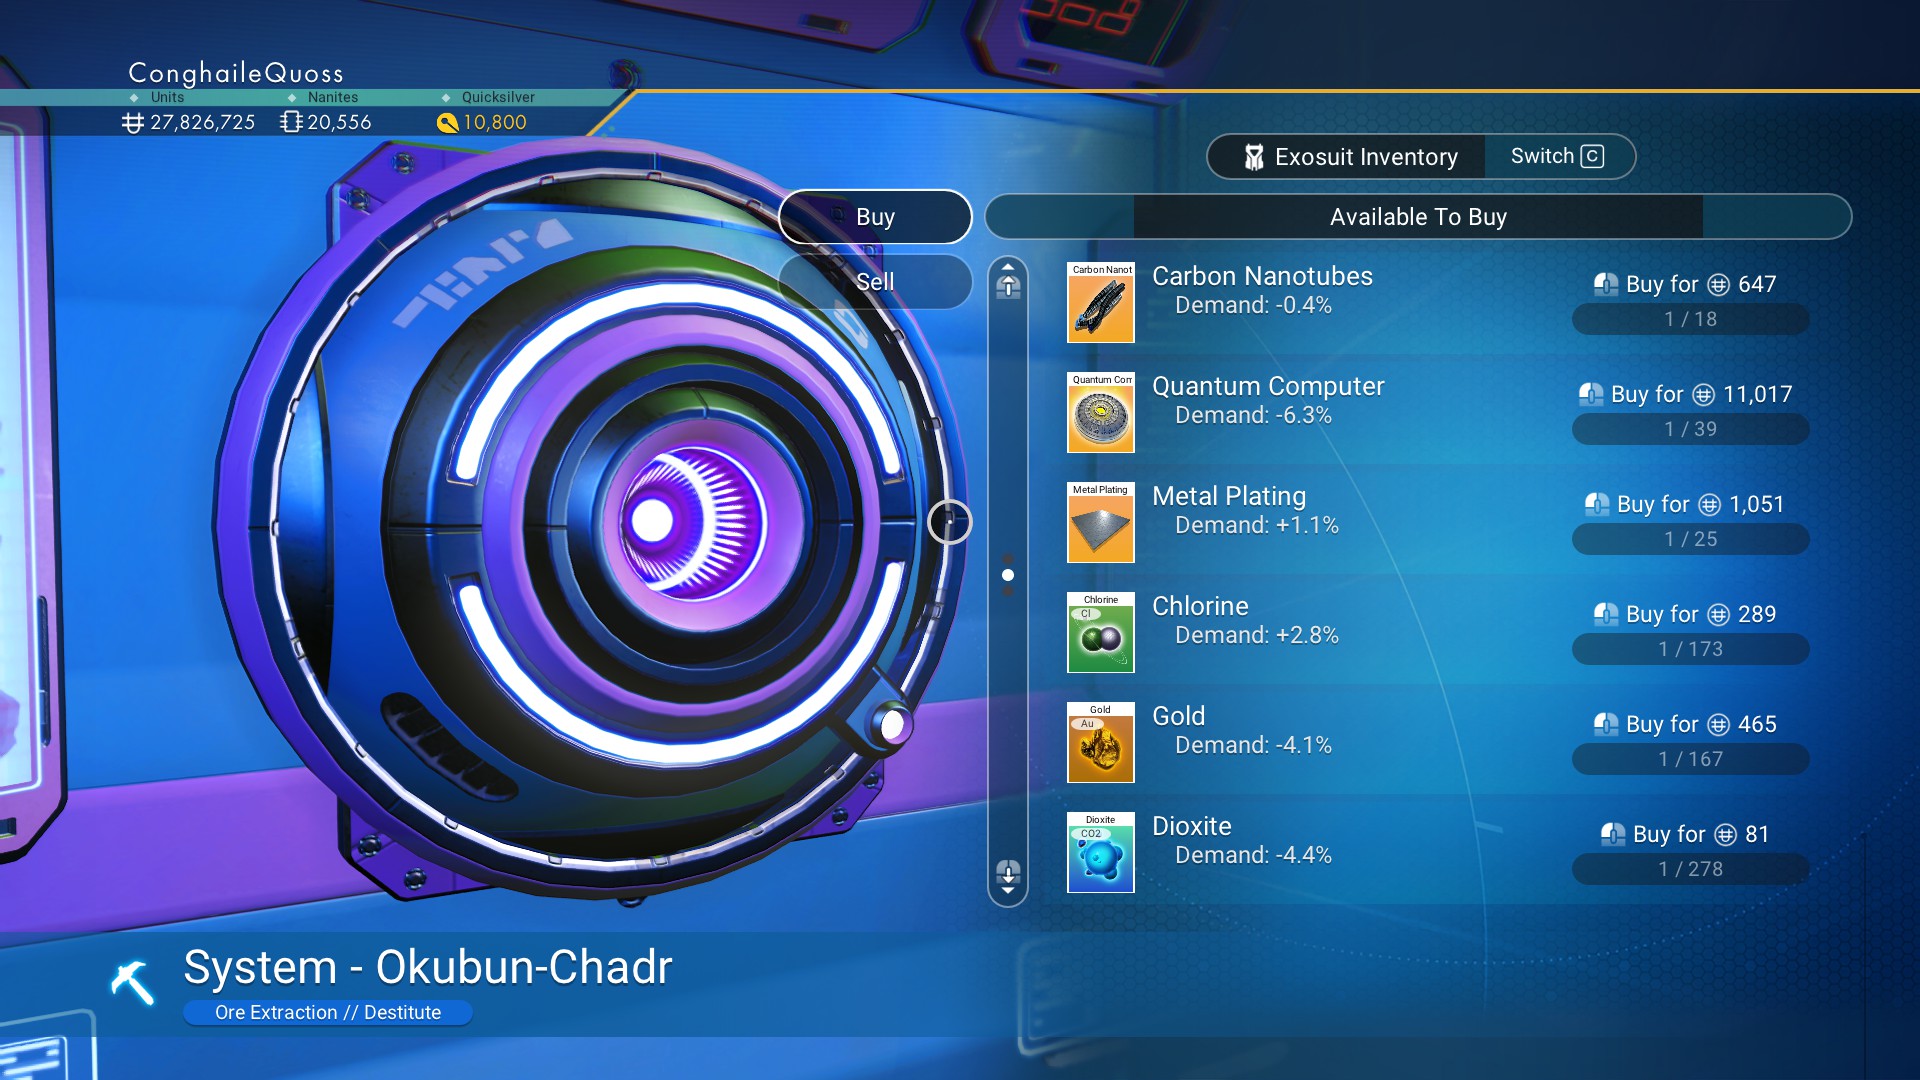 ConghaileQuoss
Units Nanites Quicksilver
27,826,725 20,556 10,800
Exosuit Inventory Switch C
Buy
Sell
Available To Buy
Carbon Nanot
Carbon Nanotubes
Demand: -0.4%
Buy for 647
1 / 18
Quantum Com
Quantum Computer
Demand: -6.3%
Buy for 11,017
1 / 39
Metal Plating
Metal Plating
Demand: +1.1%
Buy for 1,051
1 / 25
Chlorine
Cl
Chlorine
Demand: +2.8%
Buy for 289
1 / 173
Gold
Au
Gold
Demand: -4.1%
Buy for 465
1 / 167
Dioxite
CO2
Dioxite
Demand: -4.4%
Buy for 81
1 / 278
System - Okubun-Chadr
Ore Extraction // Destitute